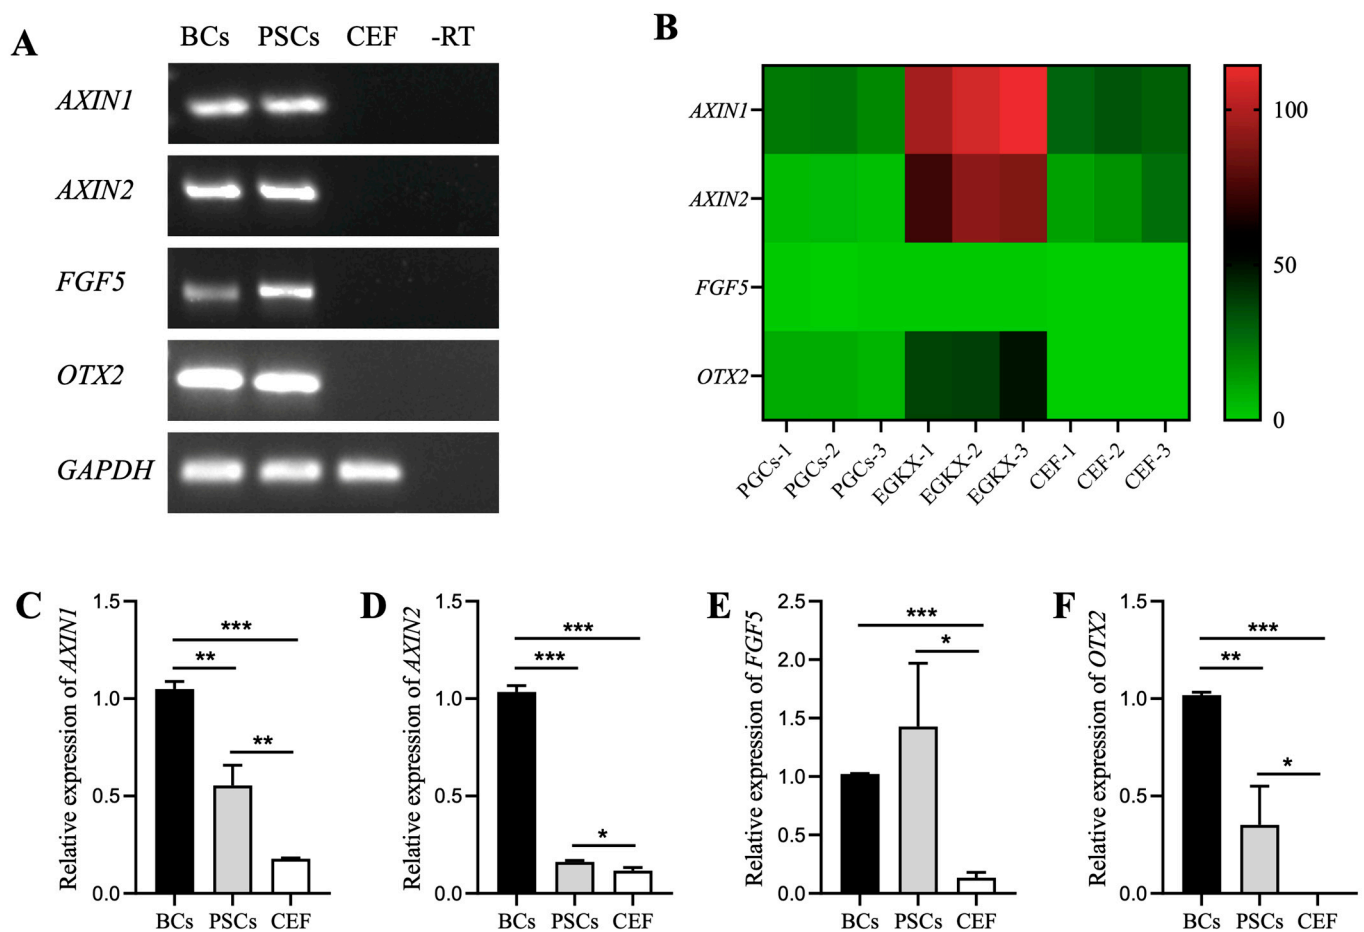 A
BCs PSCs CEF -RT
AXIN1
AXIN2
FGF5
OTX2
GAPDH
B
AXIN1
AXIN2
FGF5
OTX2
100
50
0
PGCs-1
PGCs-2
PGCs-3
EGKX-1
EGKX-2
EGKX-3
CEF-1
CEF-2
CEF-3
C
Relative expression of AXIN1
1.5
1.0
0.5
0.0
***
**
**
BCs PSCs CEF
D
Relative expression of AXIN2
1.5
1.0
0.5
0.0
***
***
*
BCs PSCs CEF
E
Relative expression of FGF5
2.5
2.0
1.5
1.0
0.5
0.0
***
*
BCs PSCs CEF
F
Relative expression of OTX2
1.5
1.0
0.5
0.0
***
**
*
BCs PSCs CEF